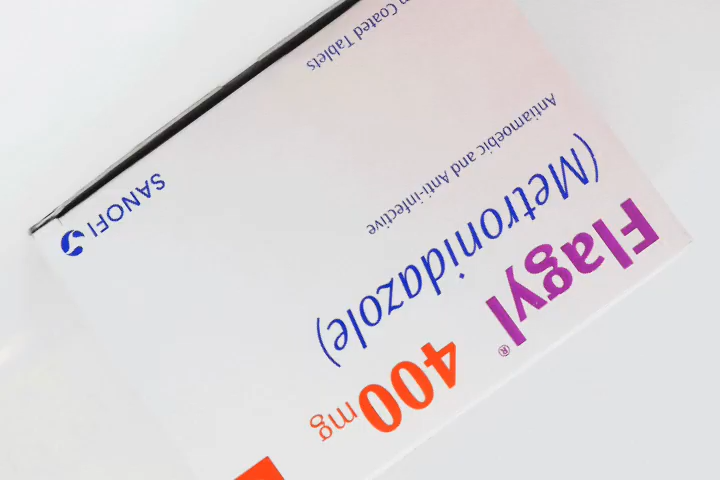 Flagyl® 400 mg
(Metronidazole)
Antiamoebic and Anti-infective
Coated Tablets
SANOFI